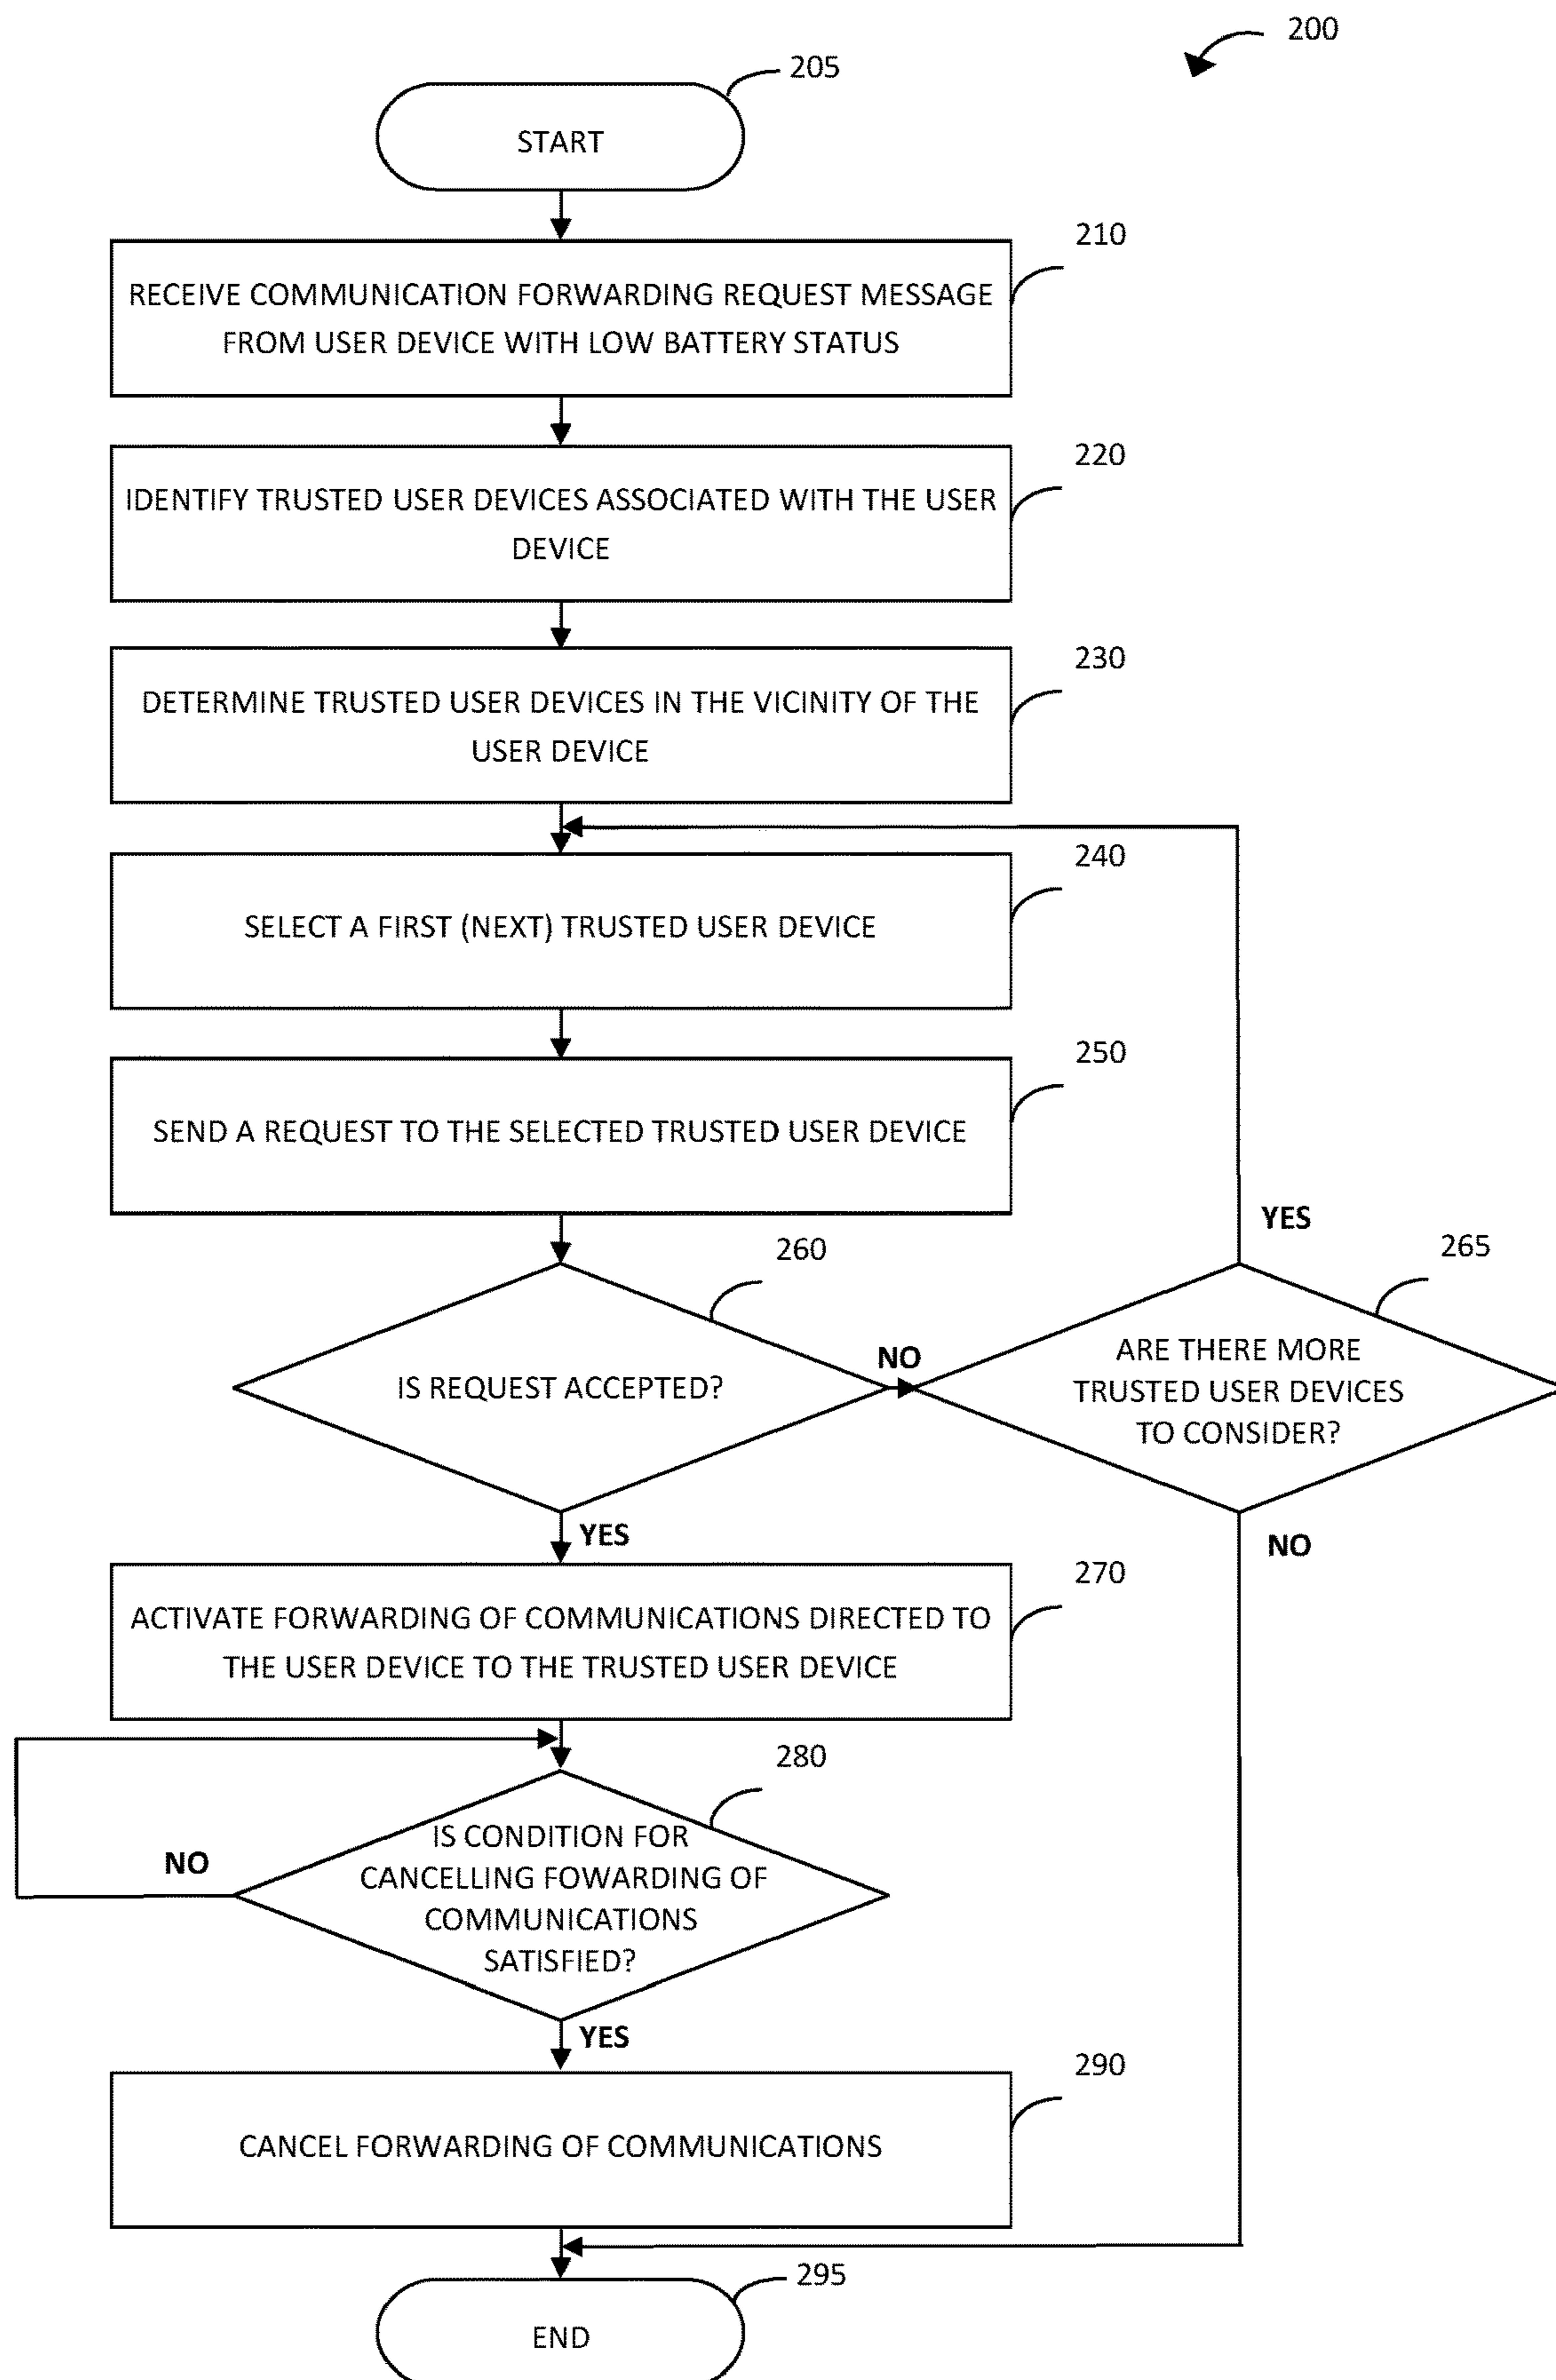 200
205
START
210
RECEIVE COMMUNICATION FORWARDING REQUEST MESSAGE
FROM USER DEVICE WITH LOW BATTERY STATUS
220
IDENTIFY TRUSTED USER DEVICES ASSOCIATED WITH THE USER
DEVICE
230
DETERMINE TRUSTED USER DEVICES IN THE VICINITY OF THE
USER DEVICE
240
SELECT A FIRST (NEXT) TRUSTED USER DEVICE
250
SEND A REQUEST TO THE SELECTED TRUSTED USER DEVICE
YES
260
265
IS REQUEST ACCEPTED?
NO
ARE THERE MORE
TRUSTED USER DEVICES
TO CONSIDER?
YES
NO
270
ACTIVATE FORWARDING OF COMMUNICATIONS DIRECTED TO
THE USER DEVICE TO THE TRUSTED USER DEVICE
280
IS CONDITION FOR
CANCELLING FOWARDING OF
COMMUNICATIONS
SATISFIED?
NO
YES
290
CANCEL FORWARDING OF COMMUNICATIONS
295
END